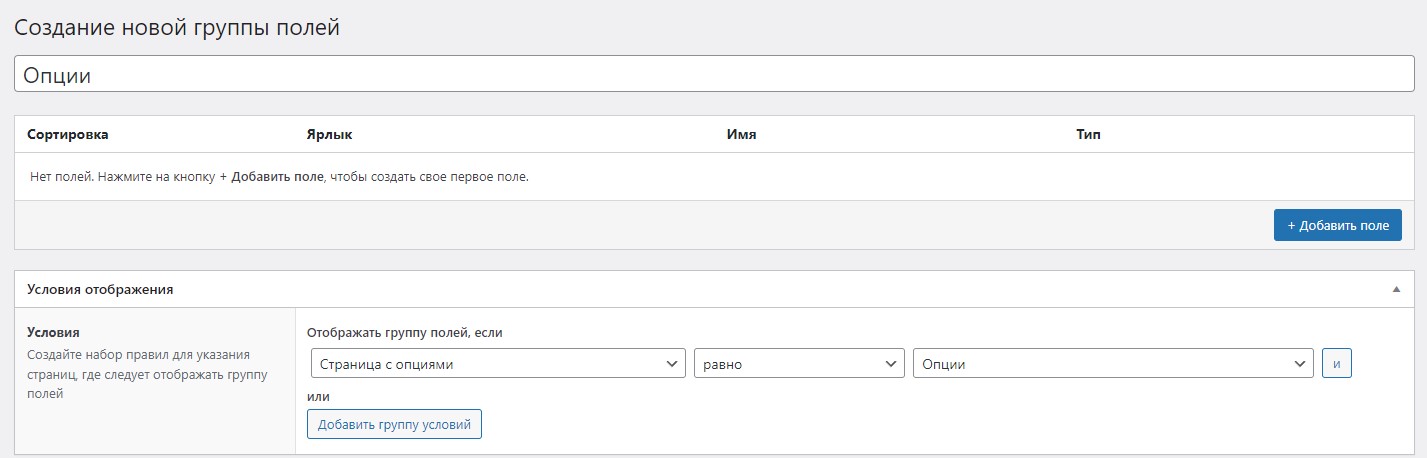 Создание новой группы полей
Опции
Сортировка Ярлык Имя Тип
Нет полей. Нажмите на кнопку + Добавить поле, чтобы создать свое первое поле.
+ Добавить поле
Условия отображения
Условия
Создайте набор правил для указания
страниц, где следует отображать группу
полей
Отображать группу полей, если
Страница с опциями равно Опции и
или
Добавить группу условий